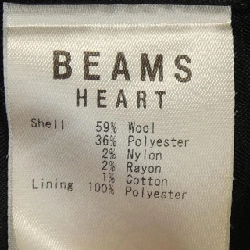 BEAMS
HEART
Shell 59% Wool
36% Polyester
2% Nylon
2% Rayon
1% Cotton
Lining 100% Polyester